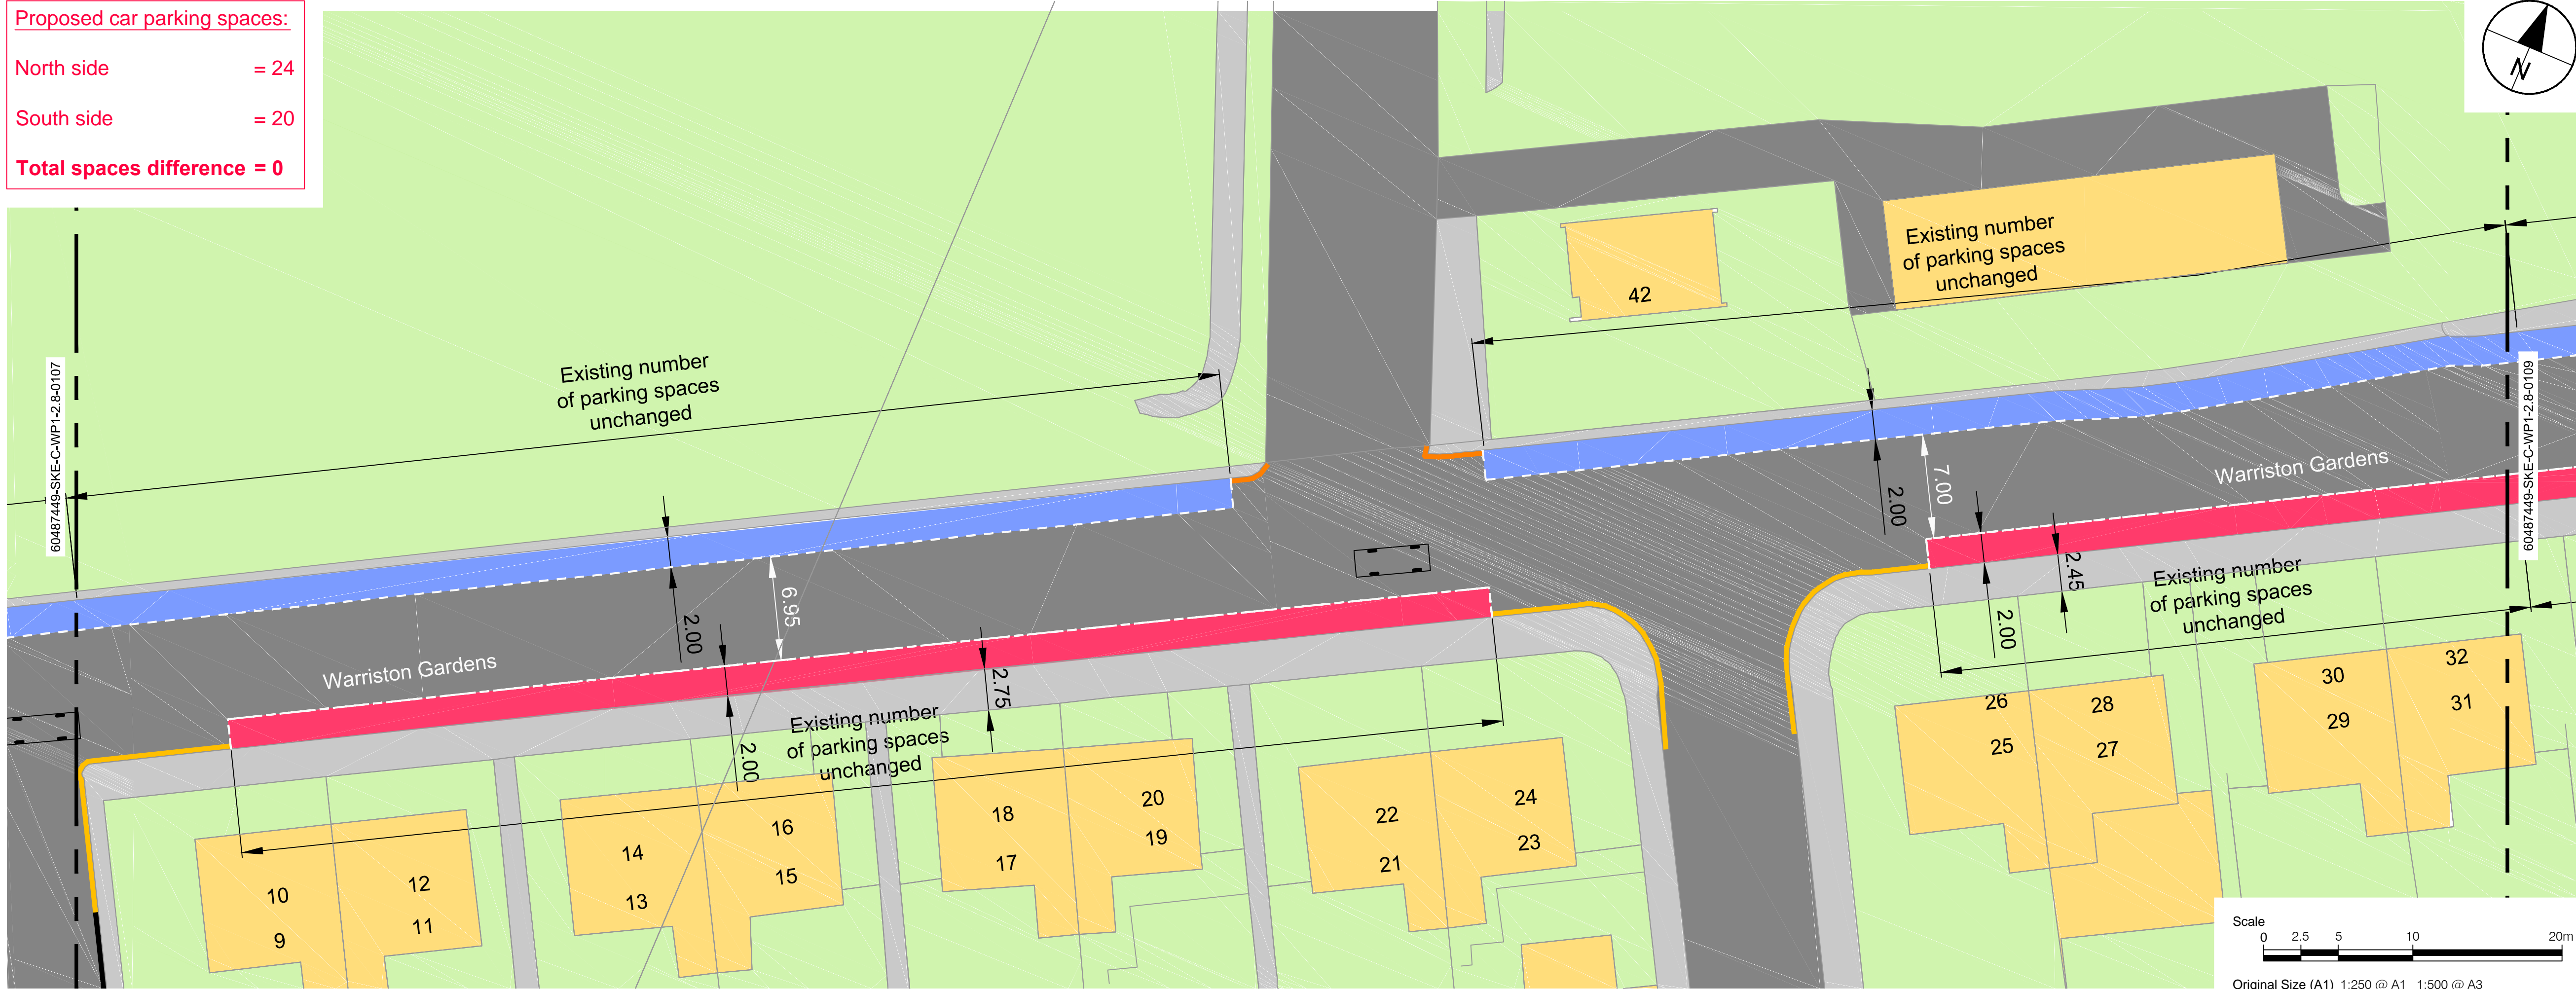 Proposed car parking spaces:
North side = 24
South side = 20
Total spaces difference = 0
N
60487449-SKE-C-WP1-2.8-0107
Existing number
of parking spaces
unchanged
42
Existing number
of parking spaces
unchanged
60487449-SKE-C-WP1-2.8-0109
Warriston Gardens
7.00
2.00
2.45
2.00
Existing number
of parking spaces
unchanged
Warriston Gardens
2.00
6.95
2.75
2.00
Existing number
of parking spaces
unchanged
10
9
12
11
14
13
16
15
18
17
20
19
22
21
24
23
26
25
28
27
30
29
32
31
Scale
0 2.5 5 10 20m
Original Size (A1) 1:250 @ A1 1:500 @ A3